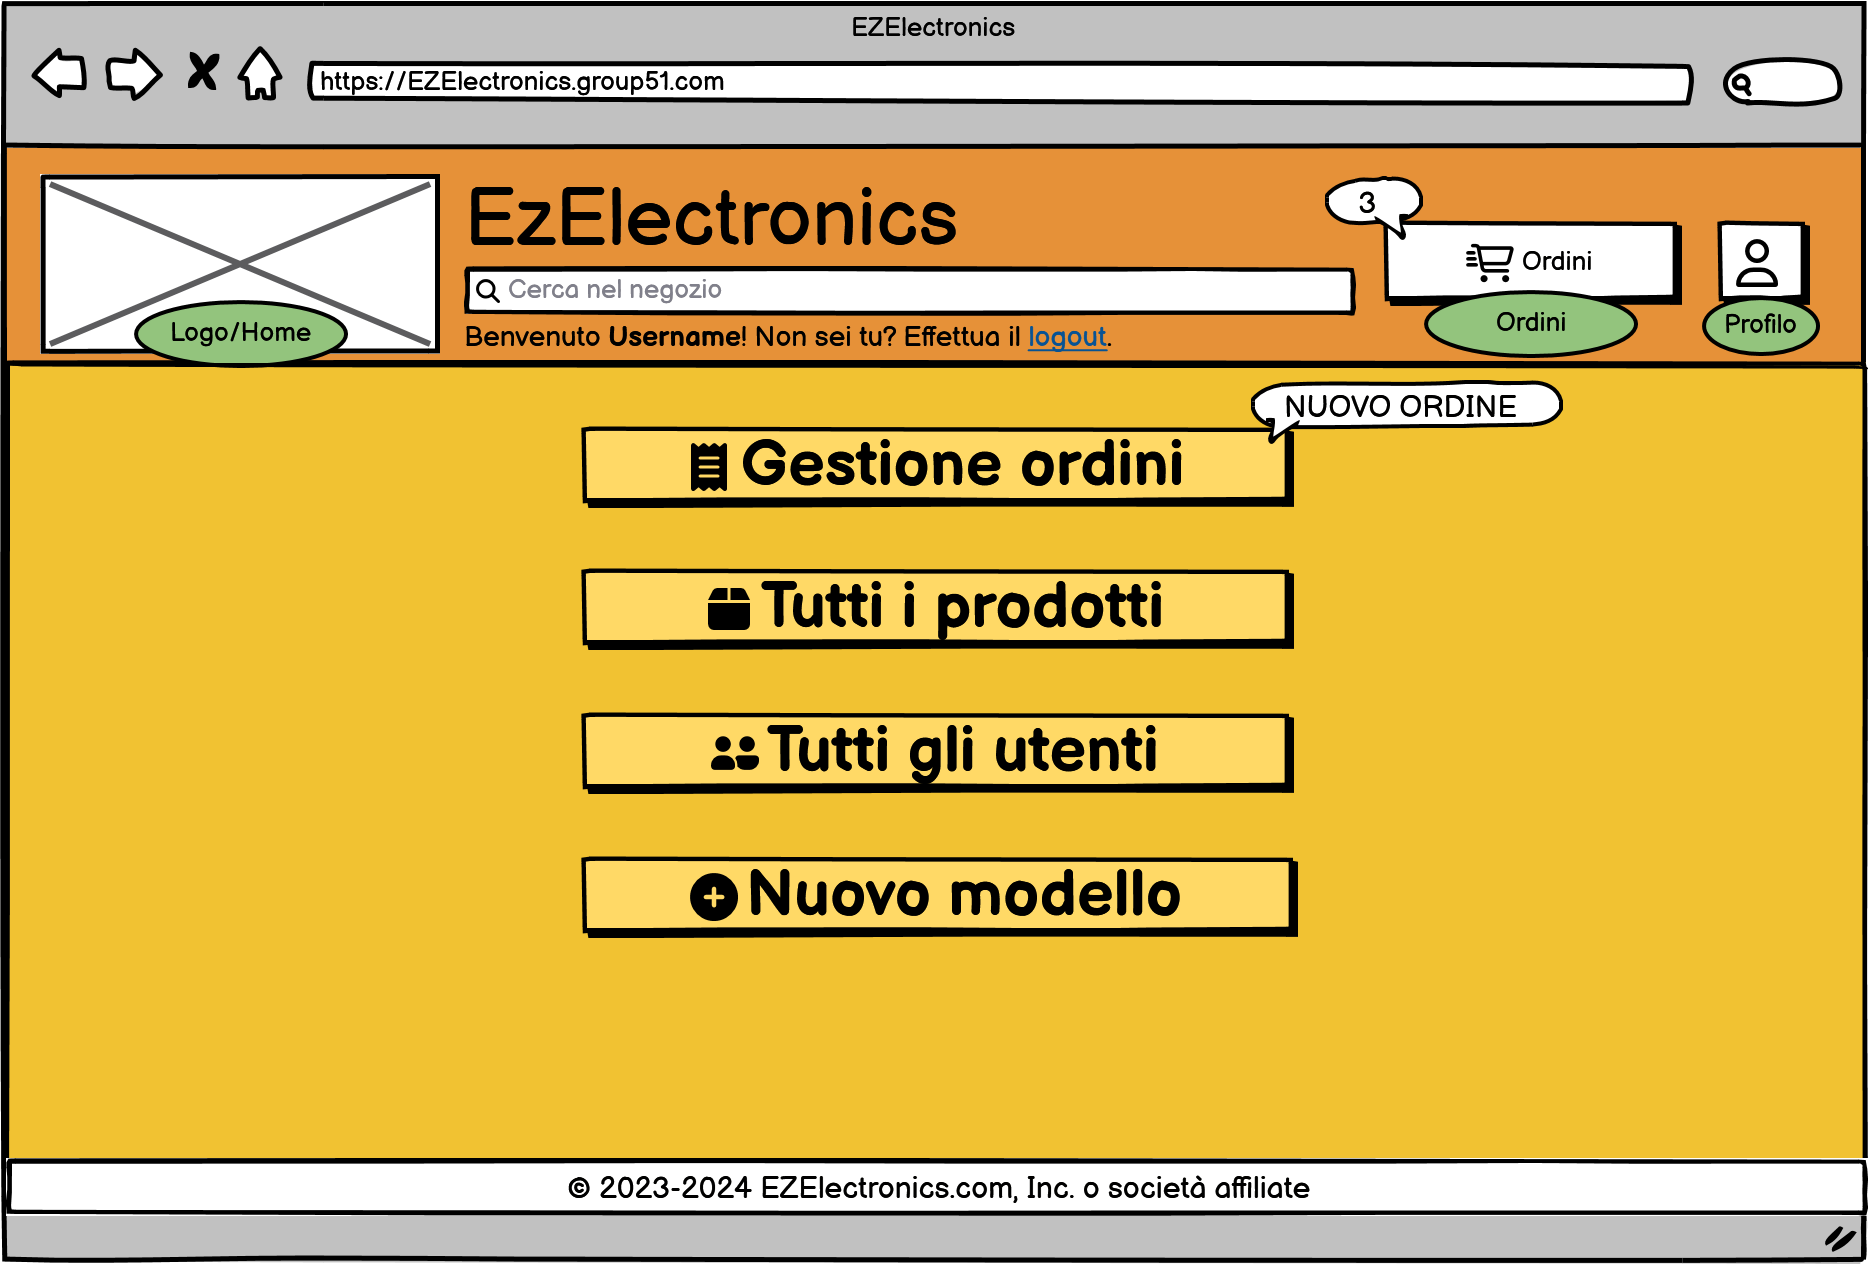 EZElectronics
https://EZElectronics.group51.com
EzElectronics
3
Ordini
Cerca nel negozio
Logo/Home
Benvenuto Username! Non sei tu? Effettua il logout.
Ordini
Profilo
NUOVO ORDINE
Gestione ordini
Tutti i prodotti
Tutti gli utenti
Nuovo modello
© 2023-2024 EZElectronics.com, Inc. o società affiliate